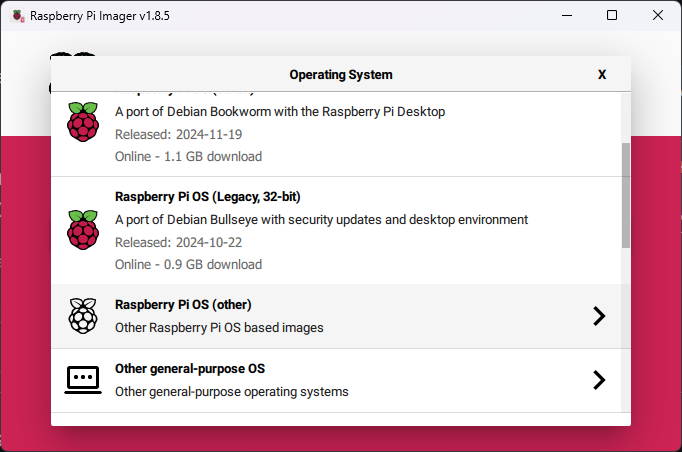 Raspberry Pi Imager v1.8.5
Operating System
X
A port of Debian Bookworm with the Raspberry Pi Desktop
Released: 2024-11-19
Online - 1.1 GB download
Raspberry Pi OS (Legacy, 32-bit)
A port of Debian Bullseye with security updates and desktop environment
Released: 2024-10-22
Online - 0.9 GB download
Raspberry Pi OS (other)
Other Raspberry Pi OS based images
Other general-purpose OS
Other general-purpose operating systems